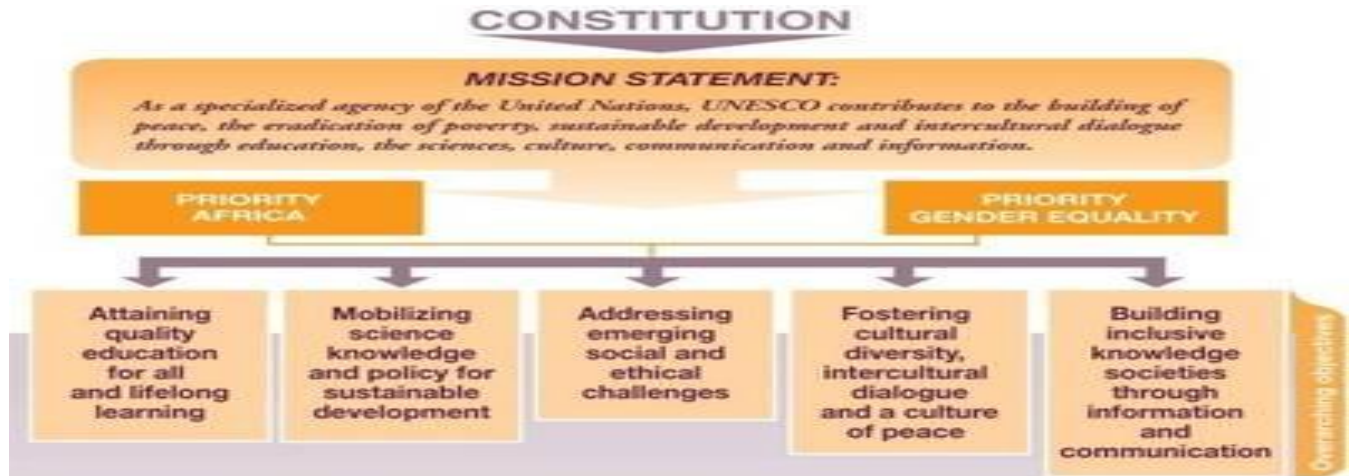 CONSTITUTION
MISSION STATEMENT:
As a specialized agency of the United Nations, UNESCO contributes to the building of
peace, the eradication of poverty, sustainable development and intercultural dialogue
through education, the sciences, culture, communication and information.
PRIORITY
AFRICA
PRIORITY
GENDER EQUALITY
Attaining
quality
education
for all
and lifelong
learning
Mobilizing
science
knowledge
and policy for
sustainable
development
Addressing
emerging
social and
ethical
challenges
Fostering
cultural
diversity,
intercultural
dialogue
and a culture
of peace
Building
inclusive
knowledge
societies
through
information
and
communication
Overarching objectives